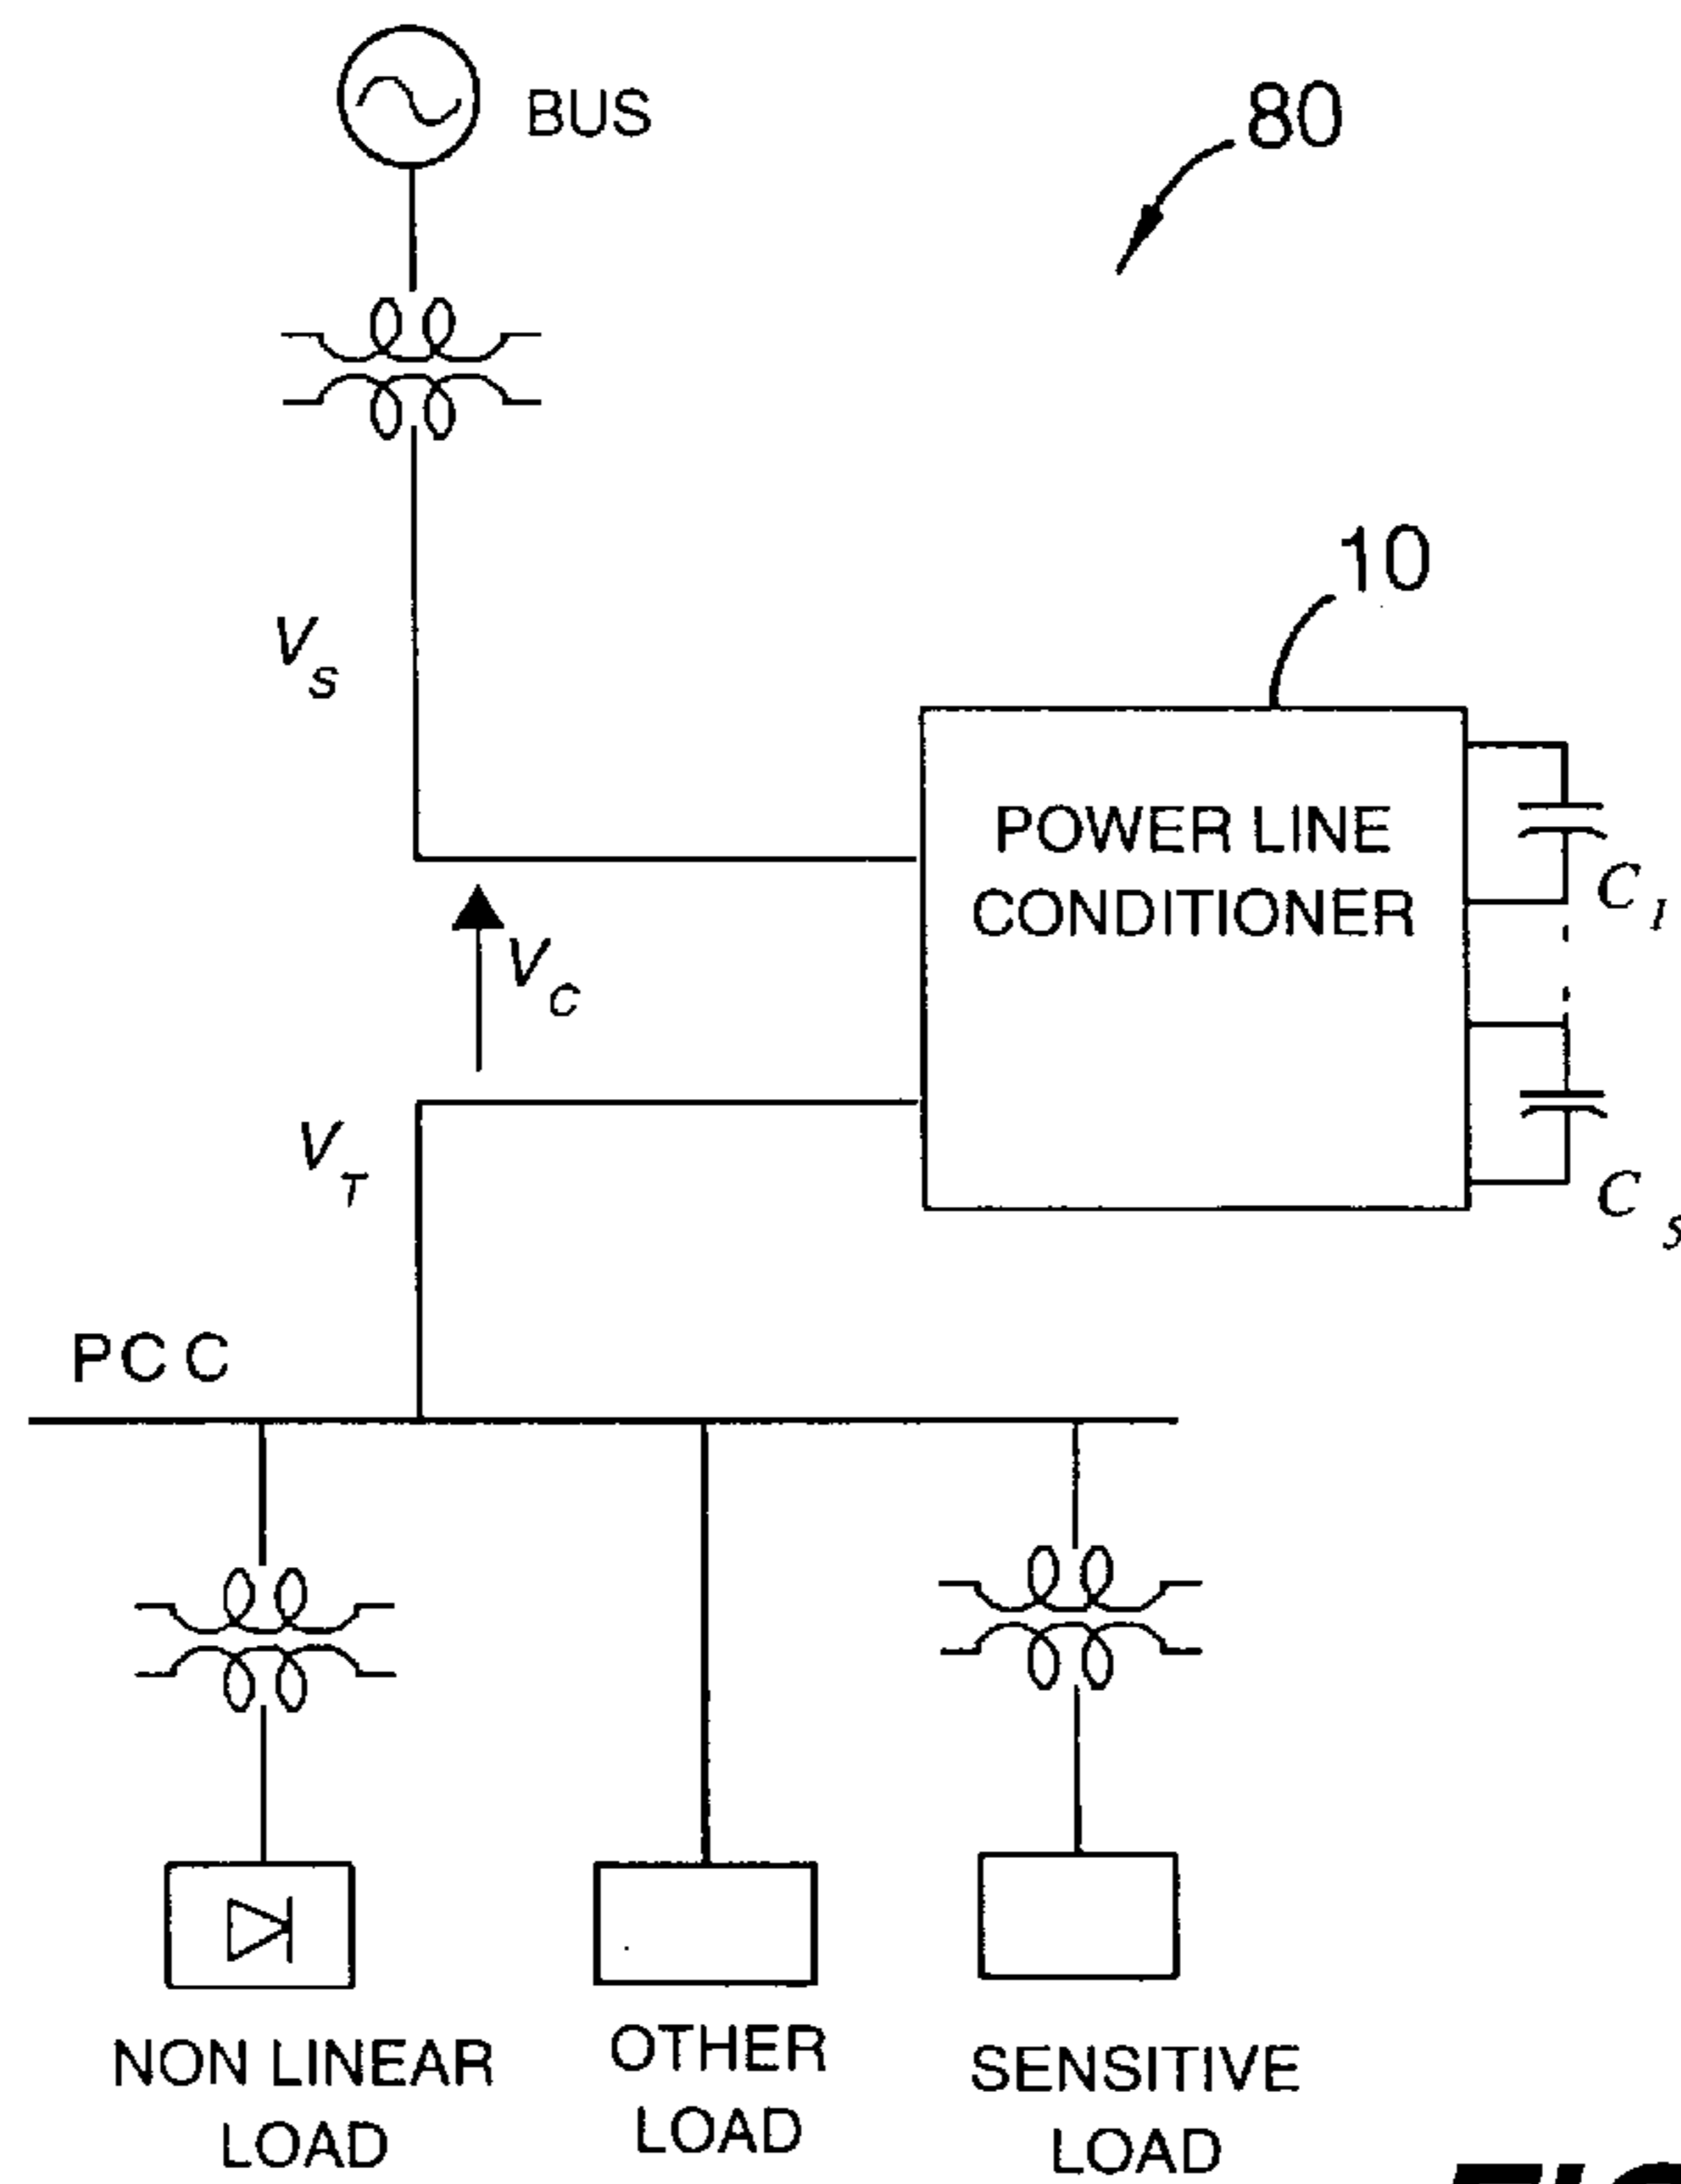 BUS
80
V_S
10
POWER LINE
CONDITIONER
C_I
V_C
V_T
C_S
PCC
NON LINEAR
LOAD
OTHER
LOAD
SENSITIVE
LOAD